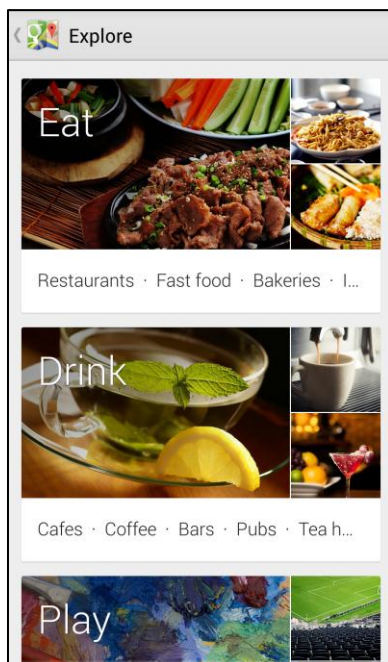 Explore
Eat
Restaurants · Fast food · Bakeries · I...
Drink
Cafes · Coffee · Bars · Pubs · Tea h...
Play